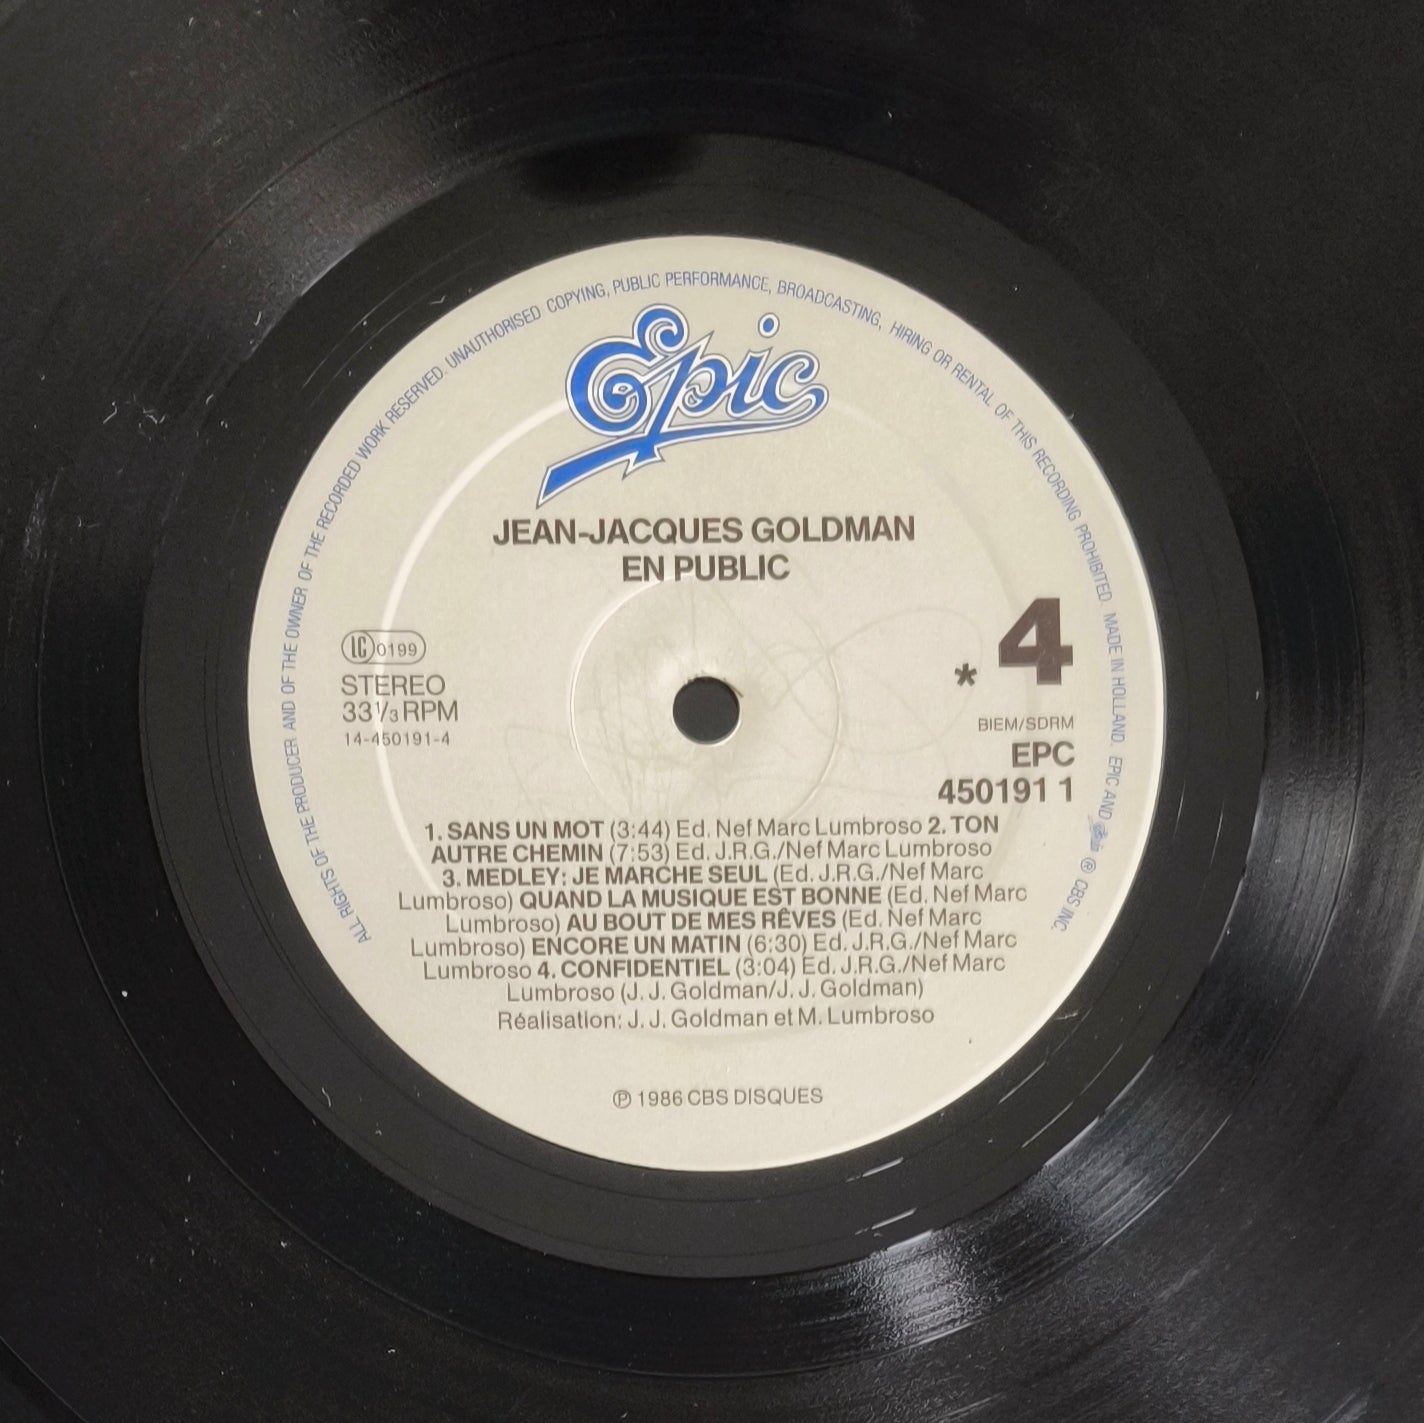 ALL RIGHTS OF THE PRODUCER AND OF THE OWNER OF THE RECORDED WORK RESERVED. UNAUTHORISED COPYING, PUBLIC PERFORMANCE, BROADCASTING, HIRING OR RENTAL OF THIS RECORDING PROHIBITED. MADE IN HOLLAND. EPIC AND Epic ® CBS INC.
Epic
JEAN-JACQUES GOLDMAN
EN PUBLIC
LC 0199
STEREO
33⅓ RPM
14-450191-4
* 4
BIEM/SDRM
EPC
450191 1
1. SANS UN MOT (3:44) Ed. Nef Marc Lumbroso 2. TON
AUTRE CHEMIN (7:53) Ed. J.R.G./Nef Marc Lumbroso
3. MEDLEY: JE MARCHE SEUL (Ed. J.R.G./Nef Marc
Lumbroso) QUAND LA MUSIQUE EST BONNE (Ed. Nef Marc
Lumbroso) AU BOUT DE MES RÊVES (Ed. Nef Marc
Lumbroso) ENCORE UN MATIN (6:30) Ed. J.R.G./Nef Marc
Lumbroso 4. CONFIDENTIEL (3:04) Ed. J.R.G./Nef Marc
Lumbroso (J. J. Goldman/J. J. Goldman)
Réalisation: J. J. Goldman et M. Lumbroso
℗ 1986 CBS DISQUES